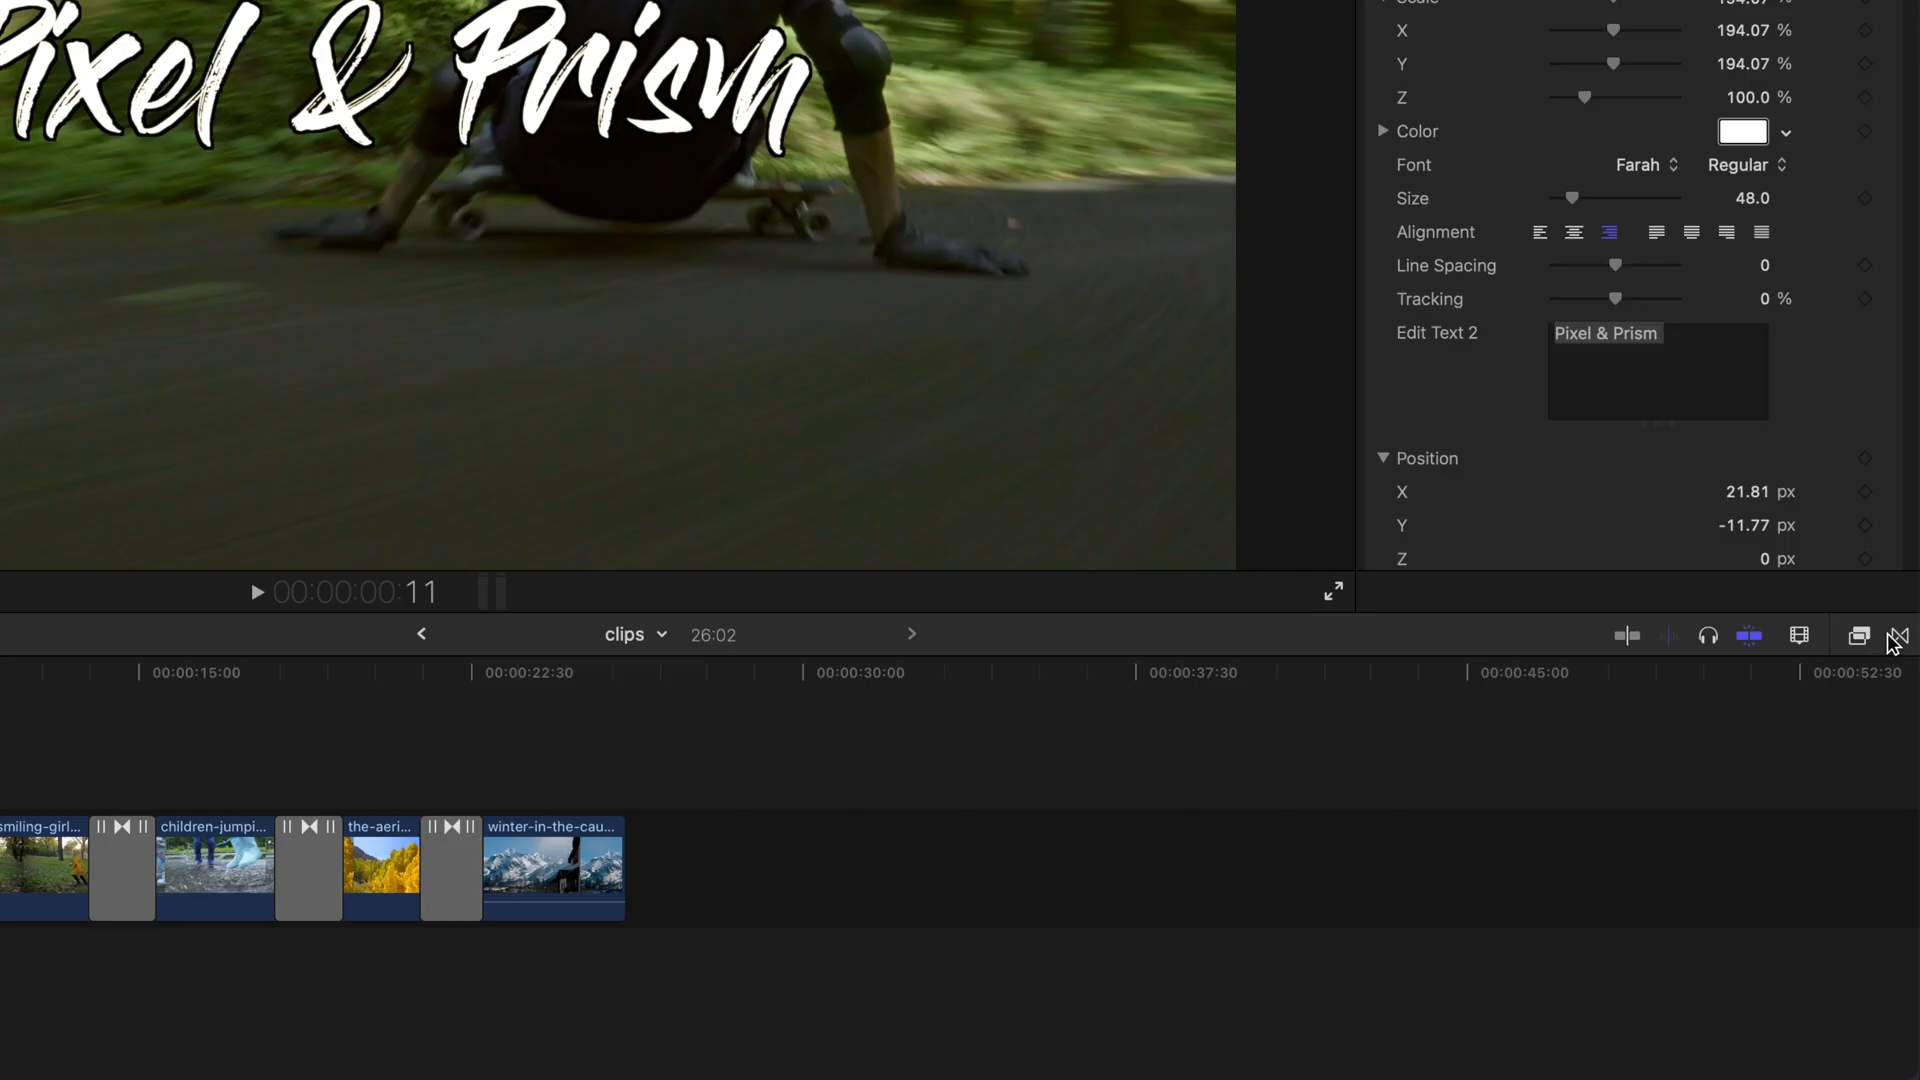 Pixel & Prism
Scale 194.07 %
X 194.07 %
Y 194.07 %
Z 100.0 %
Color
Font Farah Regular
Size 48.0
Alignment
Line Spacing 0
Tracking 0 %
Edit Text 2 Pixel & Prism
Position
X 21.81 px
Y -11.77 px
Z 0 px
00:00:00:11
clips 26:02
00:00:15:00 00:00:22:30 00:00:30:00 00:00:37:30 00:00:45:00 00:00:52:30
smiling-girl... children-jumpi... the-aeri... winter-in-the-cau...